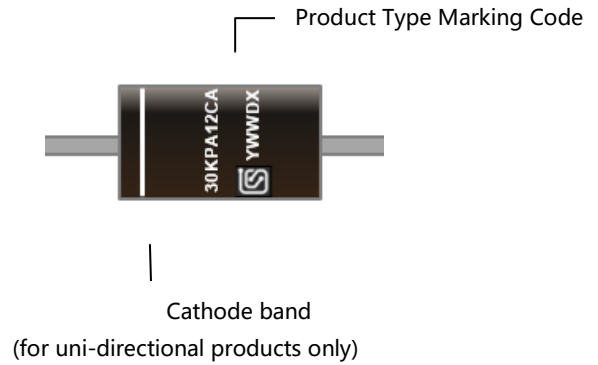 Product Type Marking Code
30KPA12CA
YWWDX
Cathode band
(for uni-directional products only)